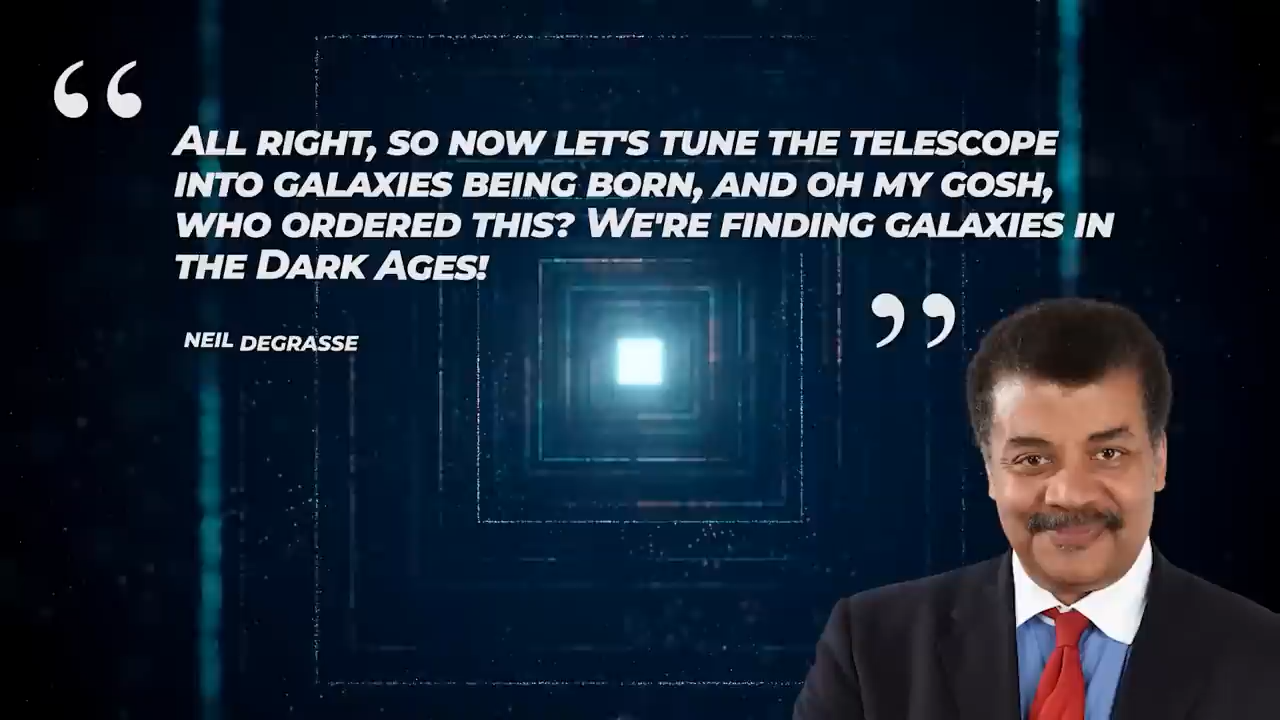 “
All right, so now let's tune the telescope
into galaxies being born, and oh my gosh,
who ordered this? We're finding galaxies in
the Dark Ages!
”
neil degrasse